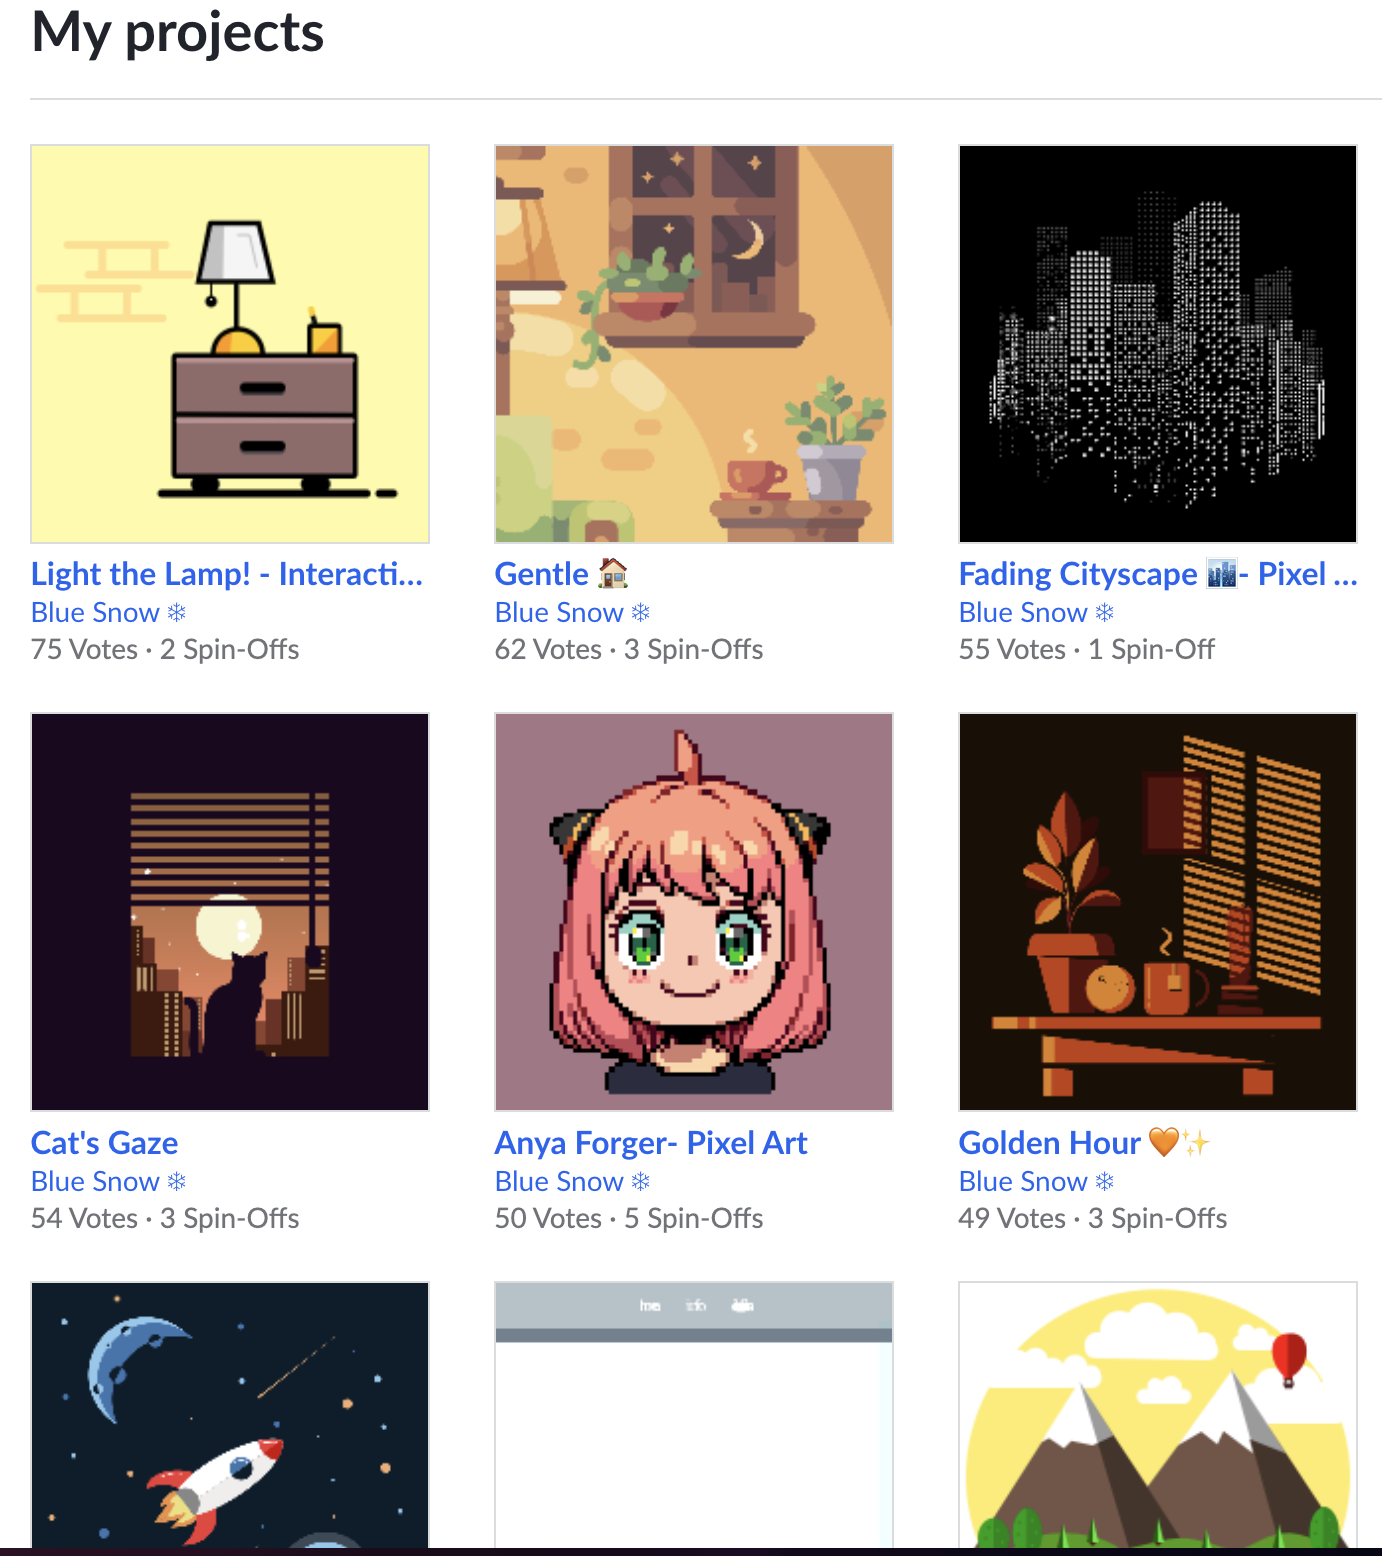 My projects
Light the Lamp! - Interacti...
Blue Snow ❄
75 Votes · 2 Spin-Offs
Gentle 🏠
Blue Snow ❄
62 Votes · 3 Spin-Offs
Fading Cityscape 🏙- Pixel ...
Blue Snow ❄
55 Votes · 1 Spin-Off
Cat's Gaze
Blue Snow ❄
54 Votes · 3 Spin-Offs
Anya Forger- Pixel Art
Blue Snow ❄
50 Votes · 5 Spin-Offs
Golden Hour 🧡✨
Blue Snow ❄
49 Votes · 3 Spin-Offs